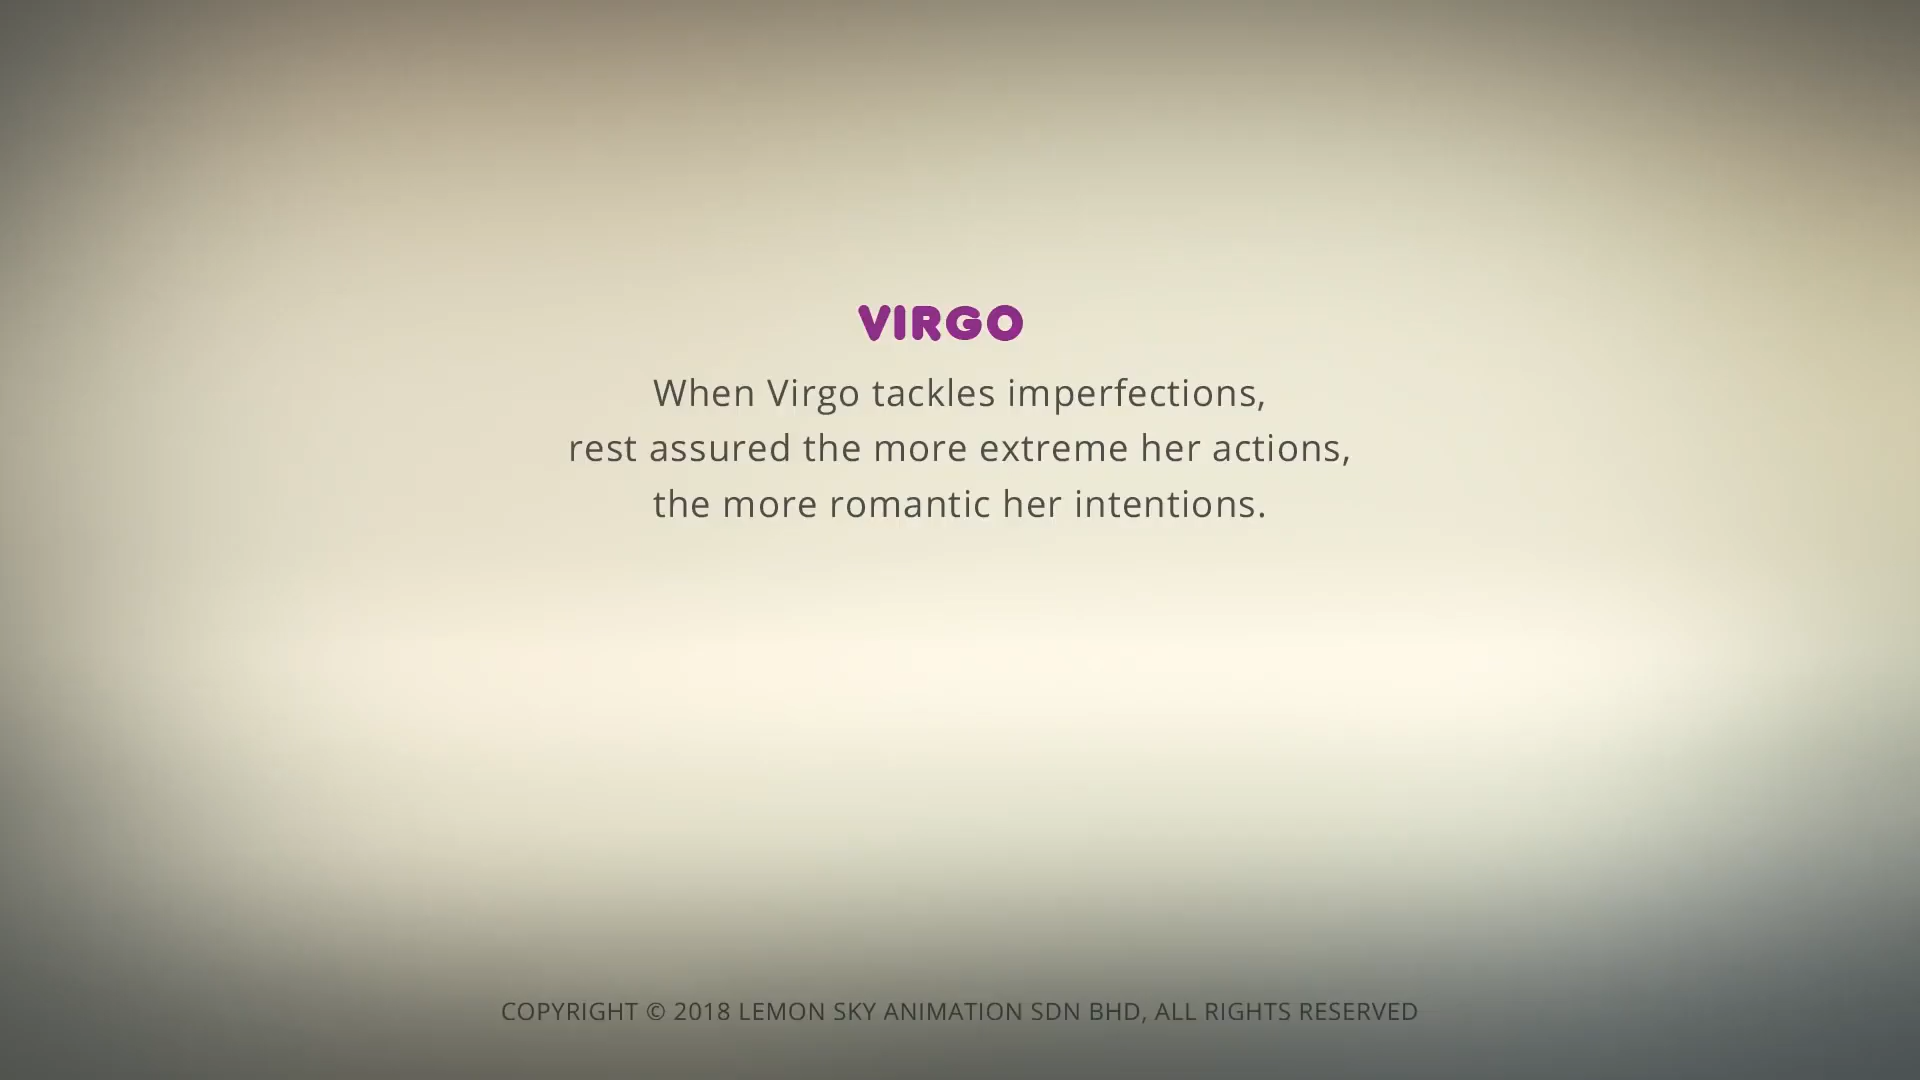 VIRGO
When Virgo tackles imperfections,
rest assured the more extreme her actions,
the more romantic her intentions.
COPYRIGHT © 2018 LEMON SKY ANIMATION SDN BHD, ALL RIGHTS RESERVED